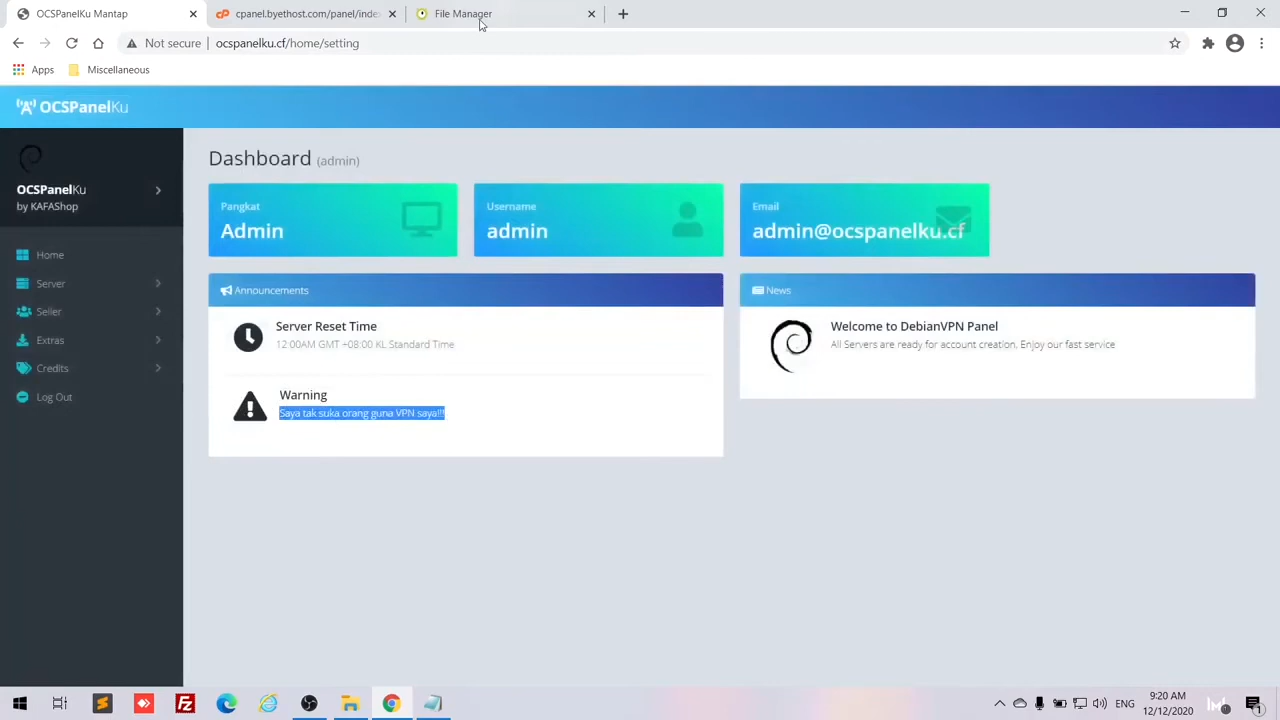 OCSPanelKu Mantap
cpanel.byethost.com/panel/inde
File Manager
Not secure
ocspanelku.cf/home/setting
Apps
Miscellaneous
OCSPanelKu
OCSPanelKu
by KAFAShop
Home
Server
Seller
Extras
Credits
Log Out
Dashboard (admin)
Pangkat
Admin
Username
admin
Email
admin@ocspanelku.cf
Announcements
Server Reset Time
12:00AM GMT +08:00 KL Standard Time
Warning
Saya tak suka orang guna VPN saya!!!
News
Welcome to DebianVPN Panel
All Servers are ready for account creation. Enjoy our fast service
ENG
9:20 AM
12/12/2020